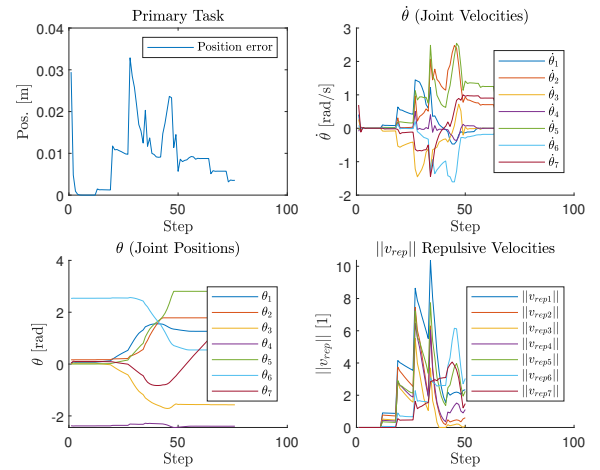 Primary Task
0.04
0.03
0.02
0.01
0
Pos. [m]
Position error
0 50 100
Step
θ̇ (Joint Velocities)
3
2
1
0
-1
-2
θ̇ [rad/s]
θ̇1
θ̇2
θ̇3
θ̇4
θ̇5
θ̇6
θ̇7
0 50 100
Step
θ (Joint Positions)
4
2
0
-2
θ [rad]
θ1
θ2
θ3
θ4
θ5
θ6
θ7
0 50 100
Step
||vrep|| Repulsive Velocities
10
8
6
4
2
0
||vrep|| [1]
||vrep1||
||vrep2||
||vrep3||
||vrep4||
||vrep5||
||vrep6||
||vrep7||
0 50 100
Step